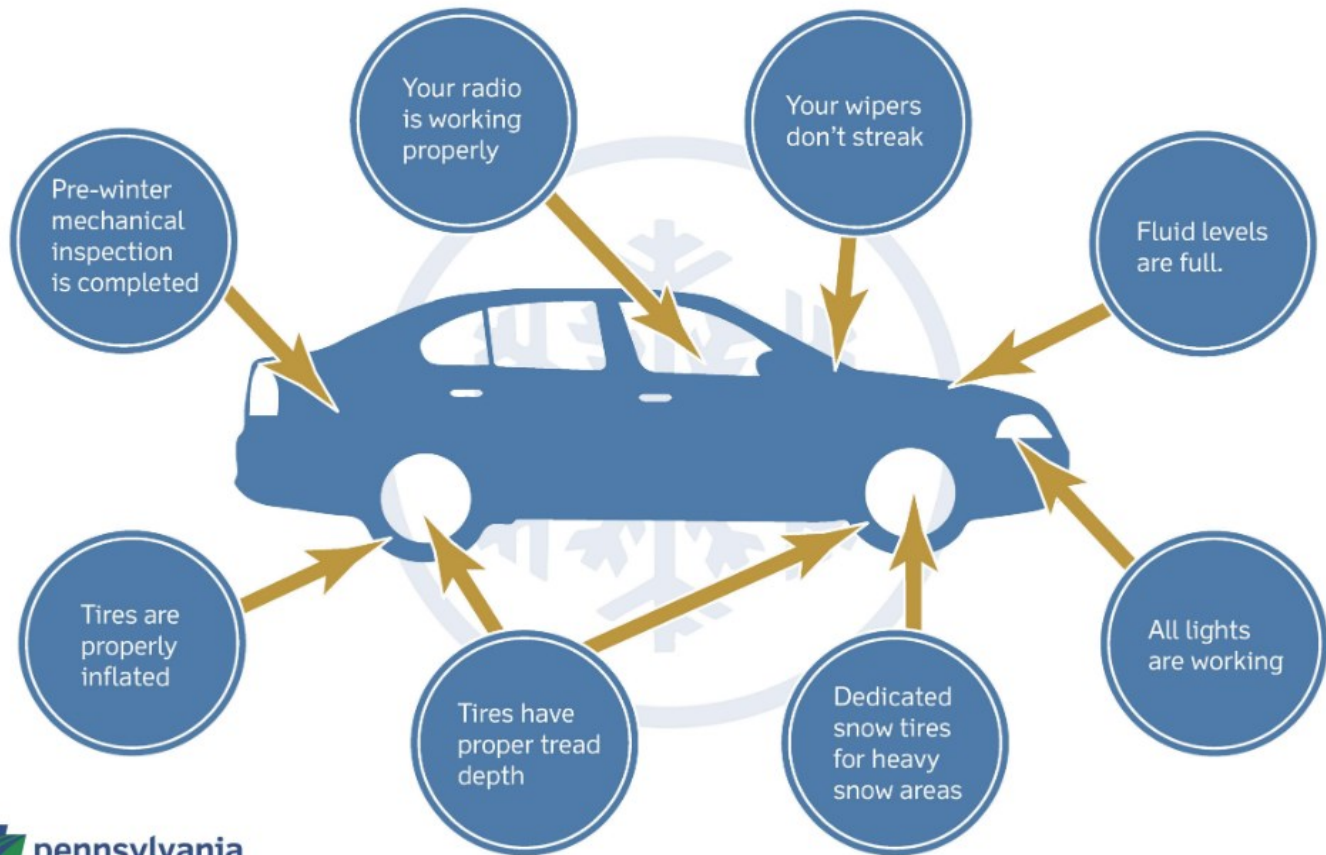 Your radio
is working
properly
Your wipers
don't streak
Pre-winter
mechanical
inspection
is completed
Fluid levels
are full.
Tires are
properly
inflated
Tires have
proper tread
depth
Dedicated
snow tires
for heavy
snow areas
All lights
are working
pennsylvania